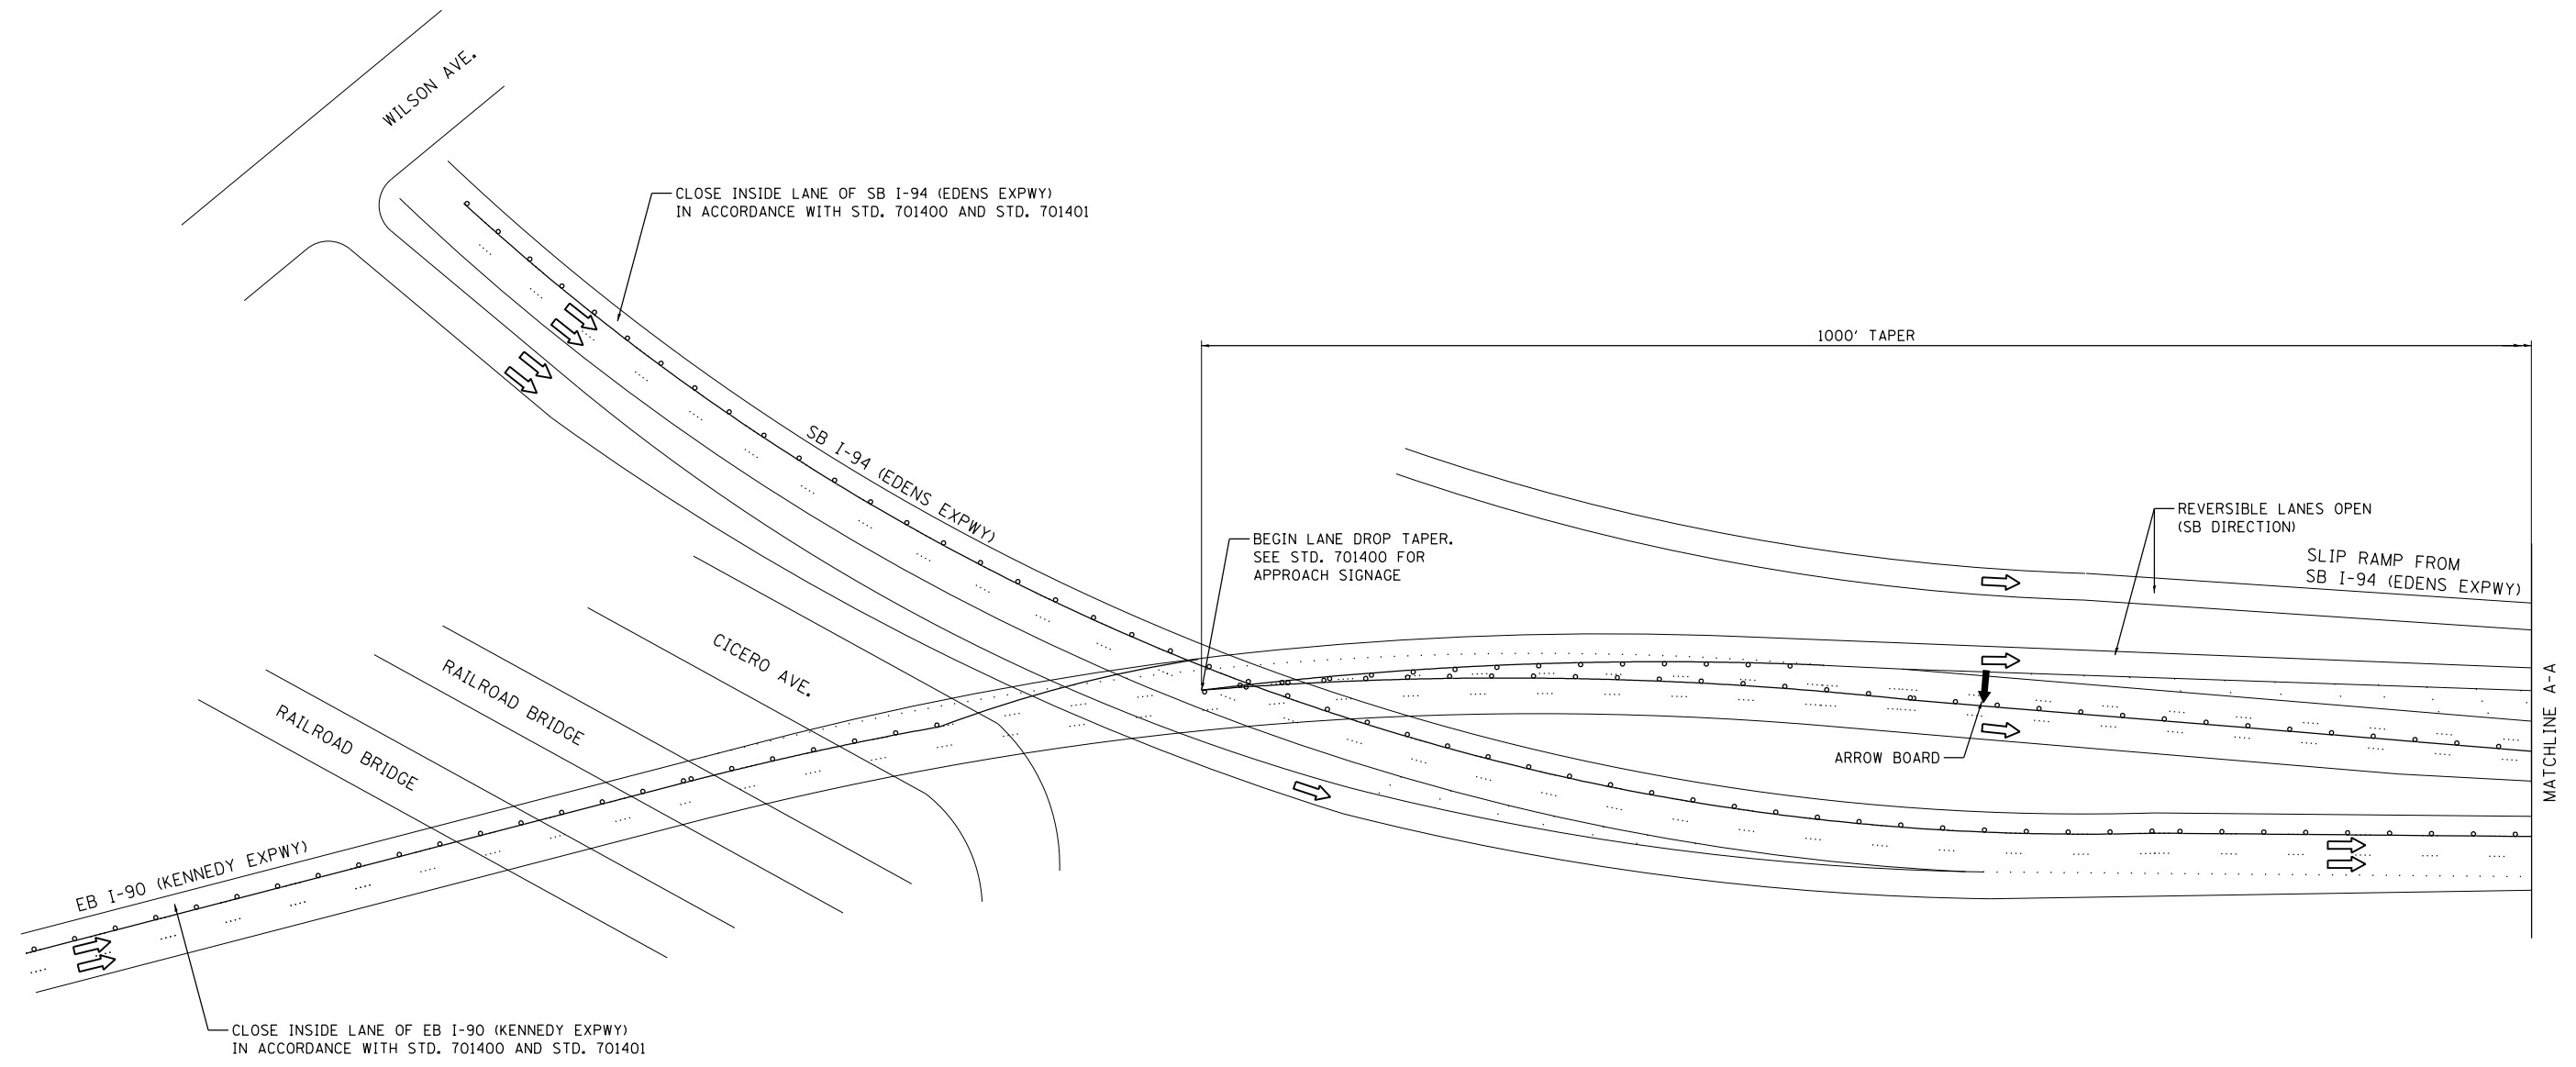 WILSON AVE.
CLOSE INSIDE LANE OF SB I-94 (EDENS EXPWY)
IN ACCORDANCE WITH STD. 701400 AND STD. 701401
1000' TAPER
SB I-94 (EDENS EXPWY)
REVERSIBLE LANES OPEN
(SB DIRECTION)
BEGIN LANE DROP TAPER.
SEE STD. 701400 FOR
APPROACH SIGNAGE
SLIP RAMP FROM
SB I-94 (EDENS EXPWY)
CICERO AVE.
RAILROAD BRIDGE
RAILROAD BRIDGE
MATCHLINE A-A
ARROW BOARD
EB I-90 (KENNEDY EXPWY)
CLOSE INSIDE LANE OF EB I-90 (KENNEDY EXPWY)
IN ACCORDANCE WITH STD. 701400 AND STD. 701401